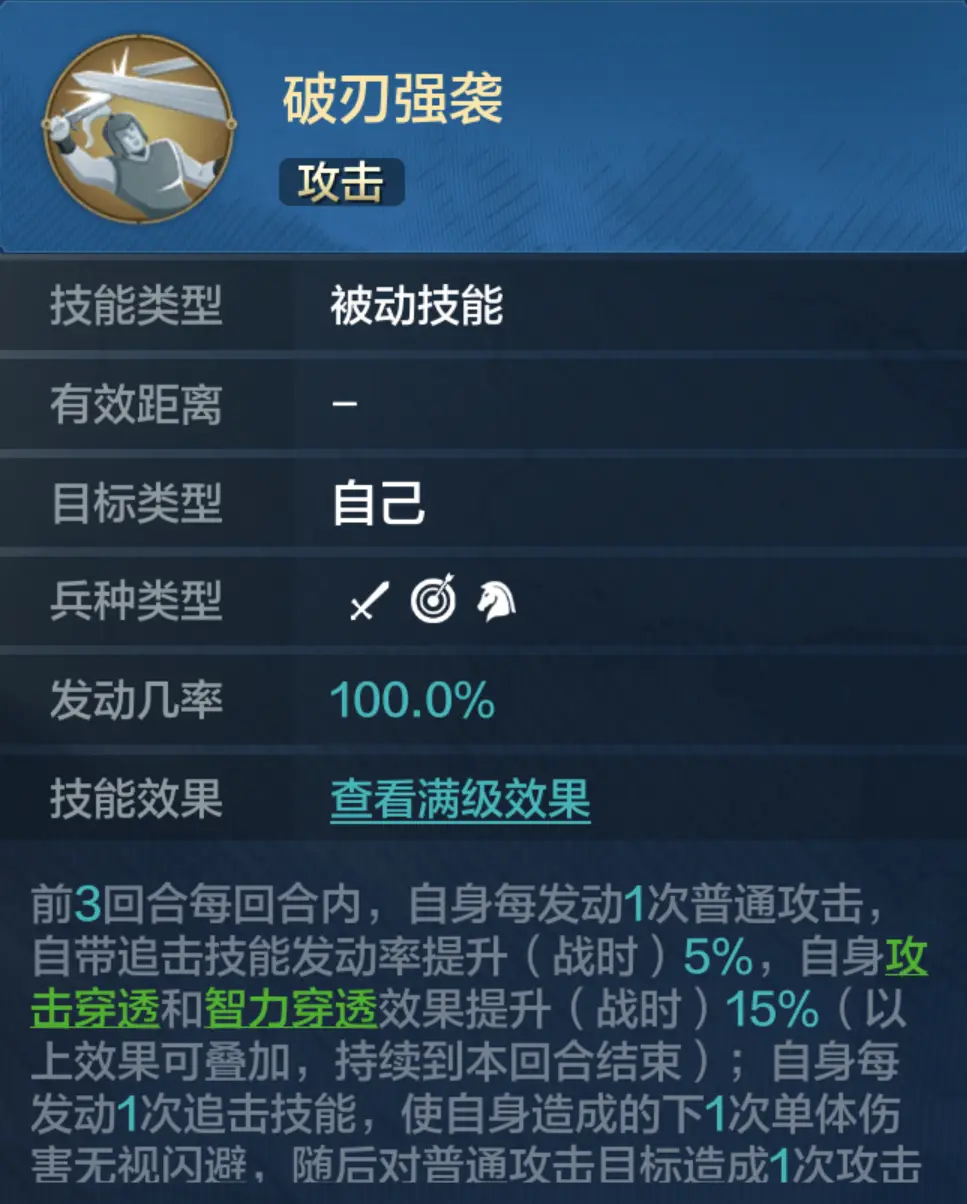 破刃强袭
攻击
技能类型 被动技能
有效距离 –
目标类型 自己
兵种类型
发动几率 100.0%
技能效果 查看满级效果
前3回合每回合内，自身每发动1次普通攻击，
自带追击技能发动率提升（战时）5%，自身攻
击穿透和智力穿透效果提升（战时）15%（以
上效果可叠加，持续到本回合结束）；自身每
发动1次追击技能，使自身造成的下1次单体伤
害无视闪避，随后对普通攻击目标造成1次攻击